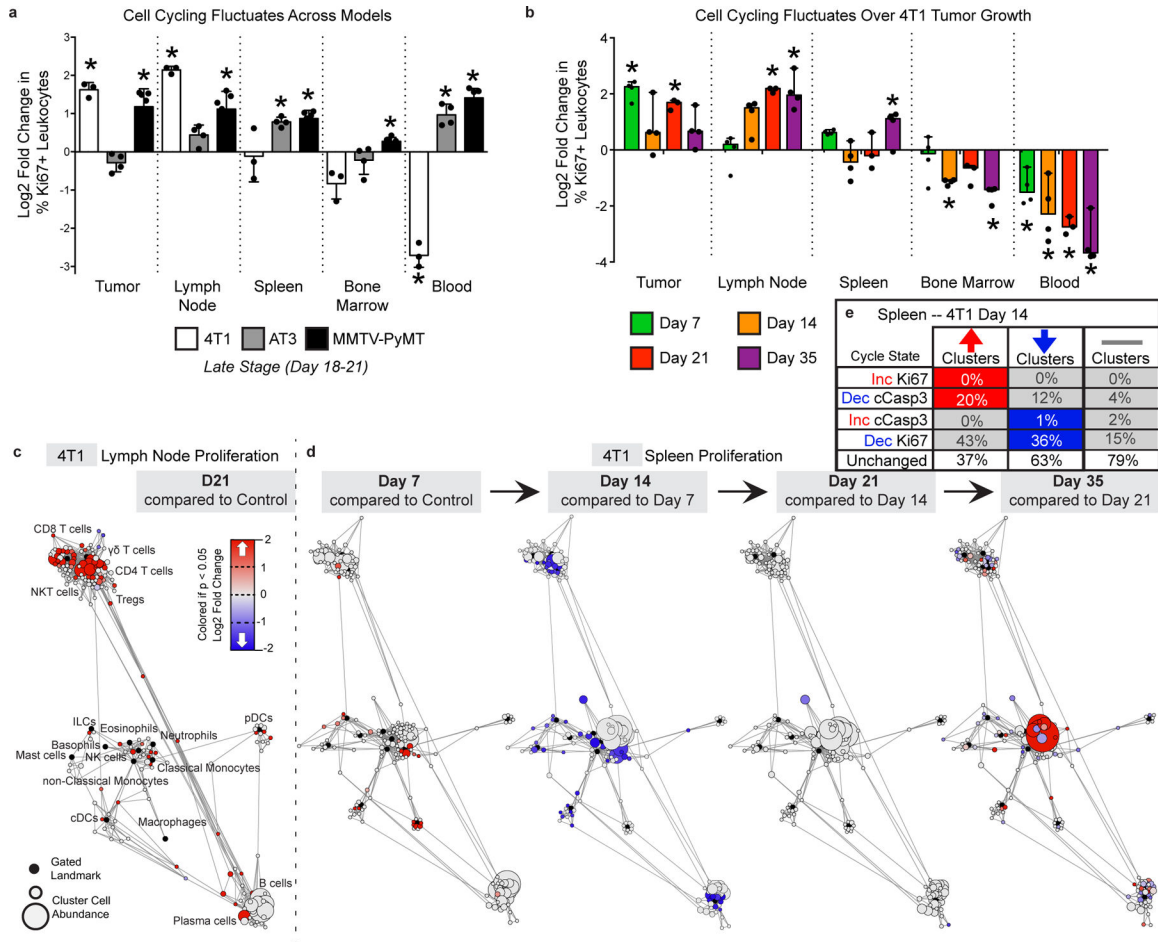 a
Cell Cycling Fluctuates Across Models
Log2 Fold Change in
% Ki67+ Leukocytes
3
2
1
0
-1
-2
-3
* * * * * * * * * *
Tumor
Lymph
Node
Spleen
Bone
Marrow
Blood
4T1 AT3 MMTV-PyMT
Late Stage (Day 18-21)
b
Cell Cycling Fluctuates Over 4T1 Tumor Growth
Log2 Fold Change in
% Ki67+ Leukocytes
4
2
0
-2
-4
* * * * * * * * * * *
Tumor Lymph Node Spleen Bone Marrow Blood
Day 7 Day 14
Day 21 Day 35
e Spleen -- 4T1 Day 14
Cycle State Clusters Clusters Clusters
Inc Ki67 0% 0% 0%
Dec cCasp3 20% 12% 4%
Inc cCasp3 0% 1% 2%
Dec Ki67 43% 36% 15%
Unchanged 37% 63% 79%
c 4T1 Lymph Node Proliferation
D21
compared to Control
CD8 T cells
γδ T cells
CD4 T cells
NKT cells
Tregs
Colored if p < 0.05
Log2 Fold Change
2
1
0
-1
-2
ILCs
Eosinophils
Neutrophils
pDCs
Basophils
Mast cells
NK cells
Classical Monocytes
non-Classical Monocytes
cDCs
Macrophages
B cells
Plasma cells
Gated
Landmark
Cluster Cell
Abundance
d 4T1 Spleen Proliferation
Day 7
compared to Control
Day 14
compared to Day 7
Day 21
compared to Day 14
Day 35
compared to Day 21